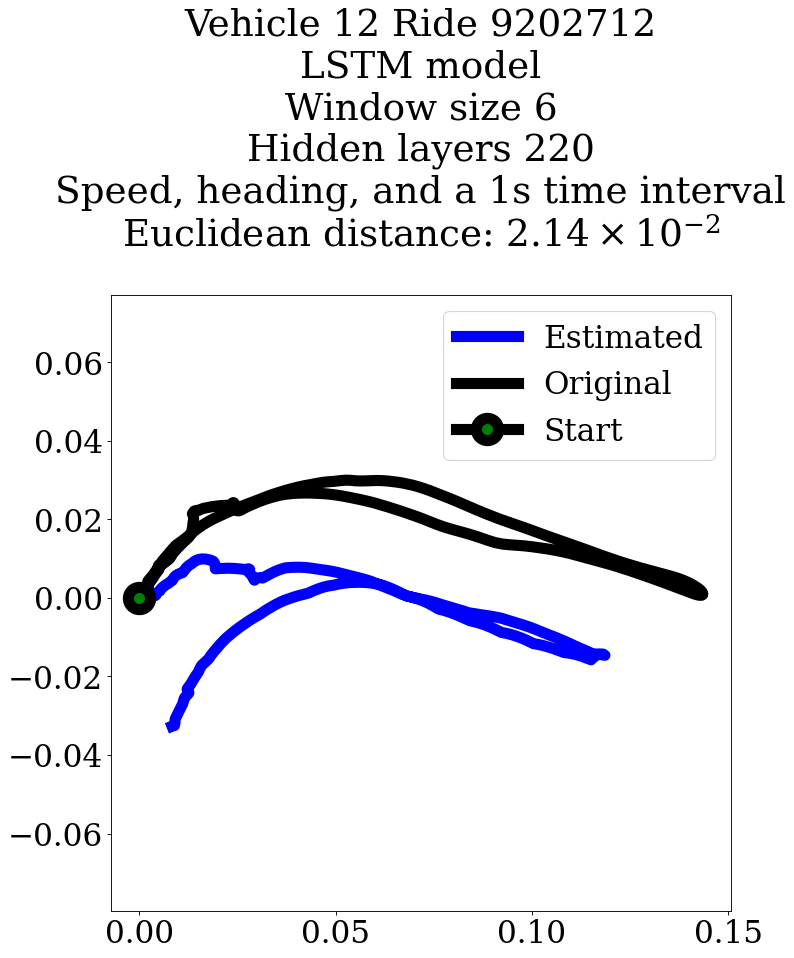 Vehicle 12 Ride 9202712
LSTM model
Window size 6
Hidden layers 220
Speed, heading, and a 1s time interval
Euclidean distance: 2.14 × 10⁻²
Estimated
Original
Start
0.06
0.04
0.02
0.00
−0.02
−0.04
−0.06
0.00 0.05 0.10 0.15